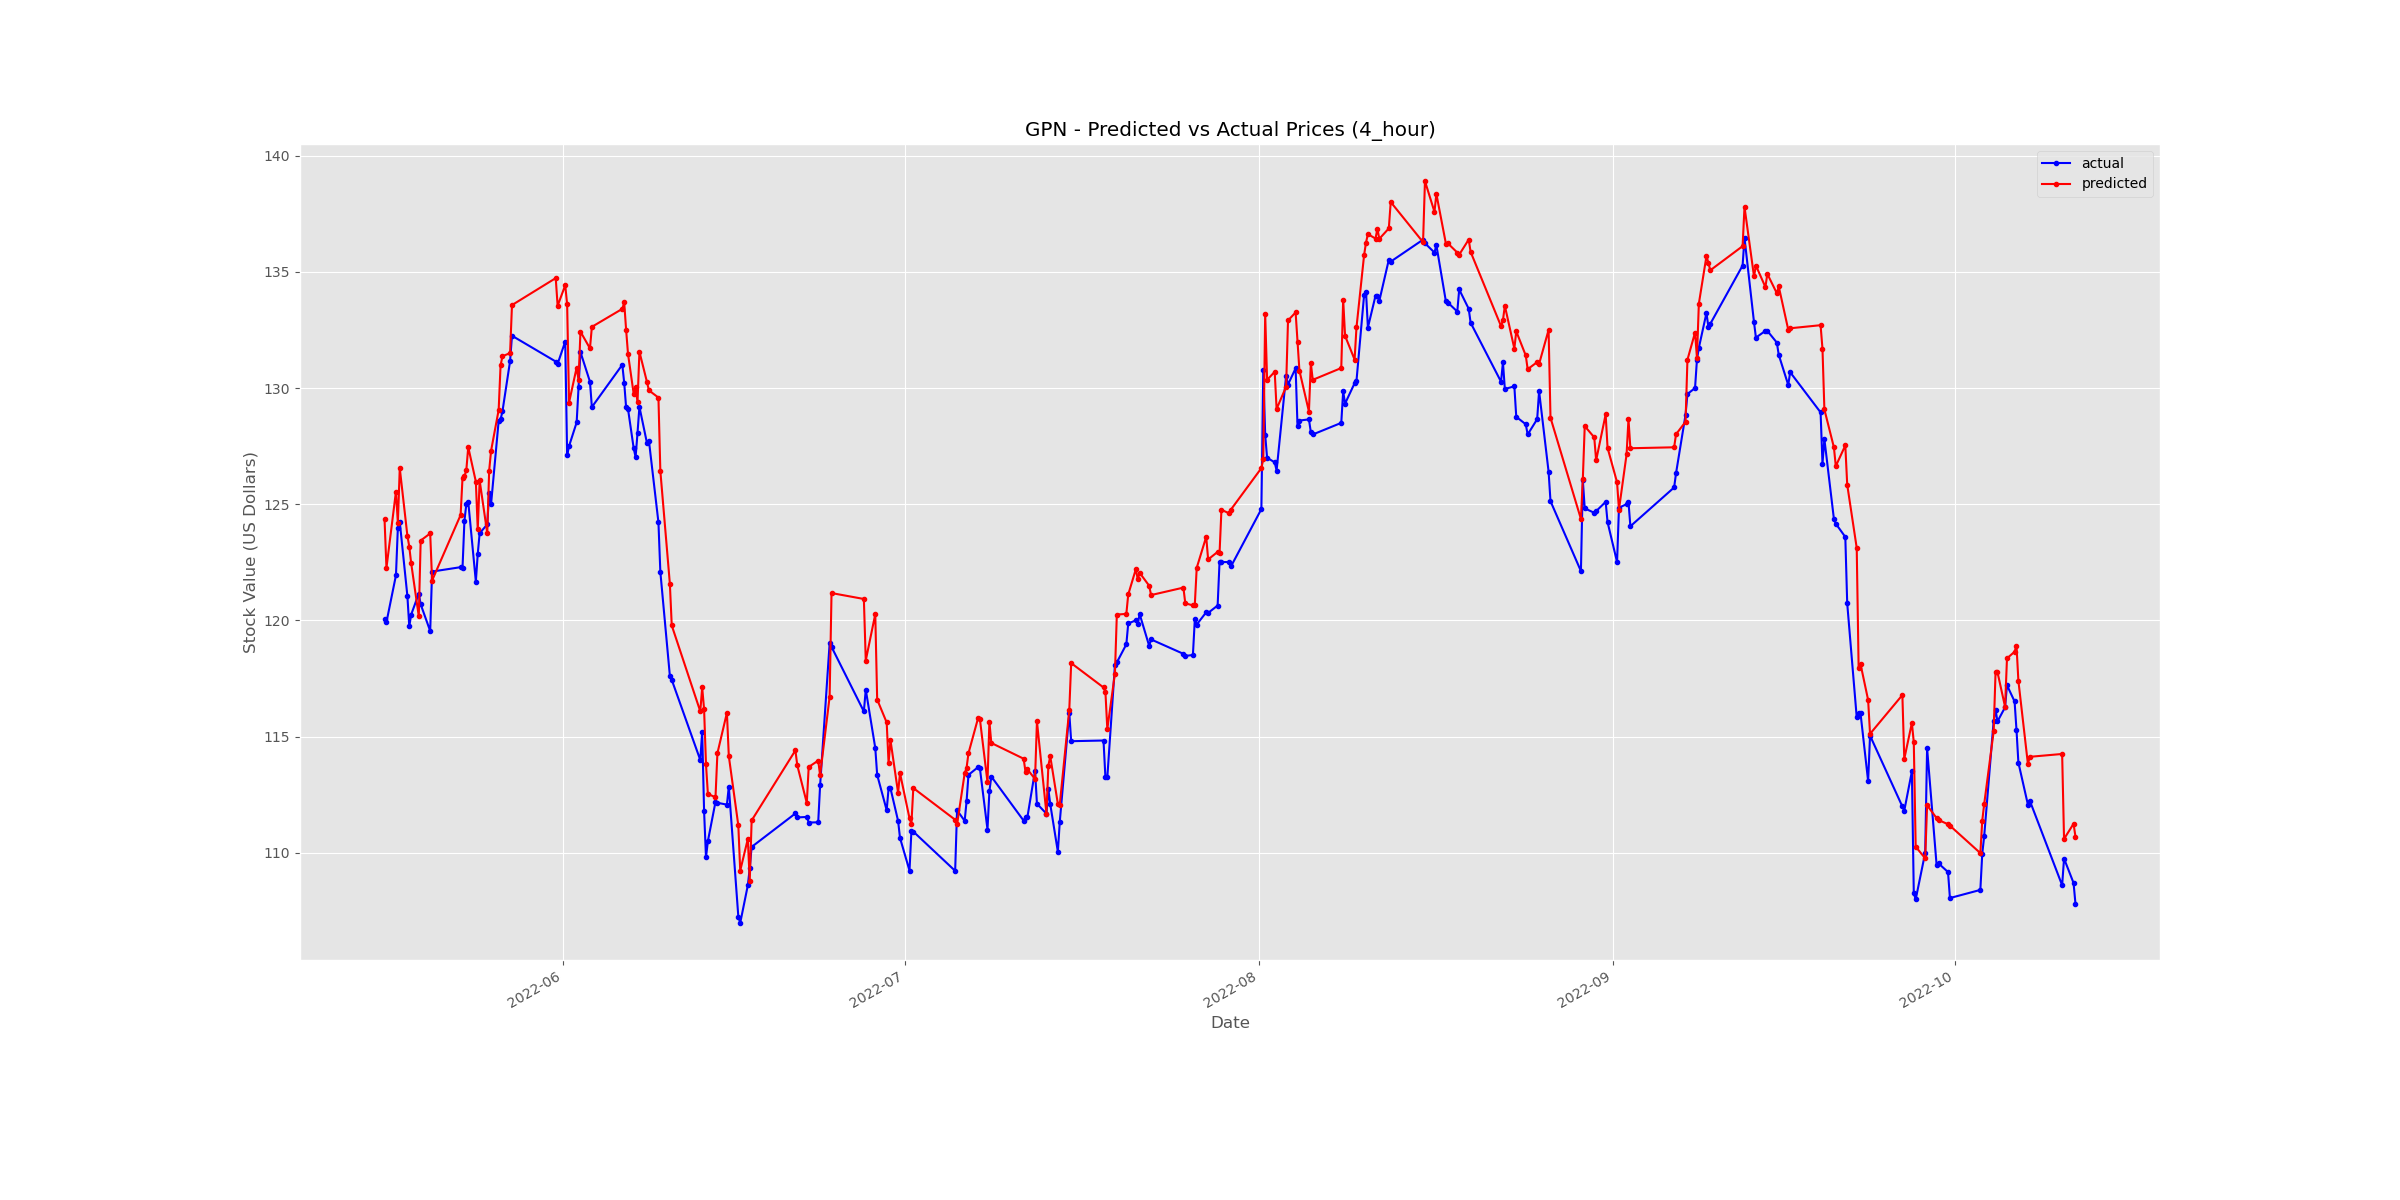 GPN - Predicted vs Actual Prices (4_hour)
actual
predicted
140
135
130
125
120
115
110
Stock Value (US Dollars)
2022-06
2022-07
2022-08
2022-09
2022-10
Date